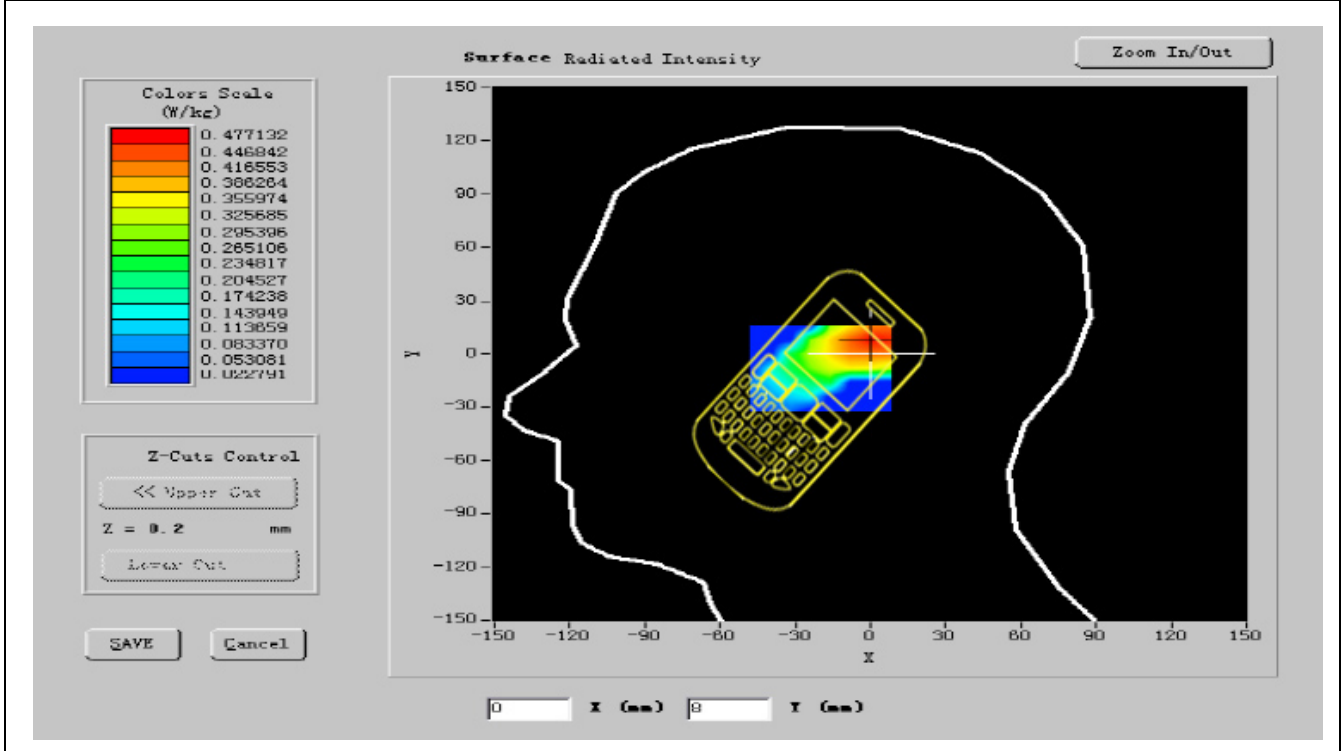 Surface Radiated Intensity
Zoom In/Out
Colors Scale
(W/kg)
0.477132
0.446842
0.416553
0.386264
0.355974
0.325685
0.295396
0.265106
0.234817
0.204527
0.174238
0.143949
0.113659
0.083370
0.053081
0.022791
Z-Cuts Control
<< Upper Cut
Z = 0.2 mm
Lower Cut
SAVE
Cancel
150
120
90
60
30
0
-30
-60
-90
-120
-150
Y
-150 -120 -90 -60 -30 0 30 60 90 120 150
X
0 X (mm) 8 Y (mm)